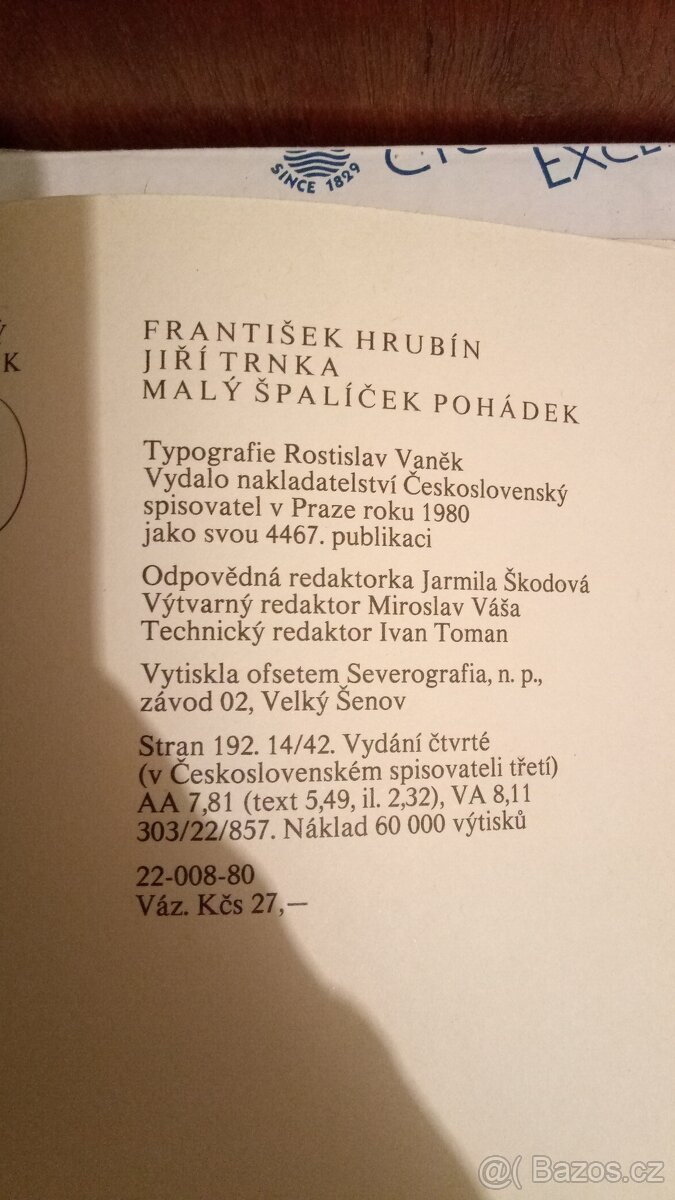 SINCE 1829
FRANTIŠEK HRUBÍN
JIŘÍ TRNKA
MALÝ ŠPALÍČEK POHÁDEK
Typografie Rostislav Vaněk
Vydalo nakladatelství Československý
spisovatel v Praze roku 1980
jako svou 4467. publikaci
Odpovědná redaktorka Jarmila Škodová
Výtvarný redaktor Miroslav Váša
Technický redaktor Ivan Toman
Vytiskla ofsetem Severografia, n. p.,
závod 02, Velký Šenov
Stran 192. 14/42. Vydání čtvrté
(v Československém spisovateli třetí)
AA 7,81 (text 5,49, il. 2,32), VA 8,11
303/22/857. Náklad 60 000 výtisků
22-008-80
Váz. Kčs 27,—
@( Bazos.cz